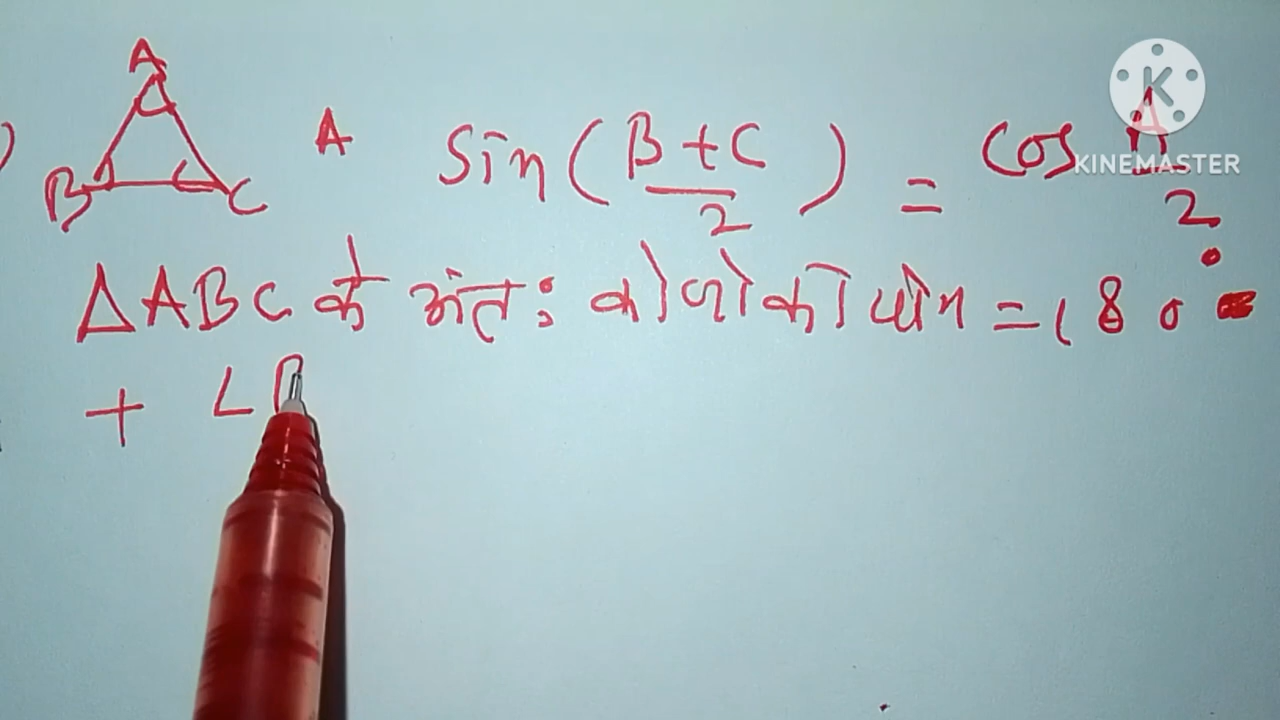 ) A A sin(B+C/2) = cos A/2
B C
ΔABC के अंतः कोणो की योग = 180°
+ ∠B
KINEMASTER